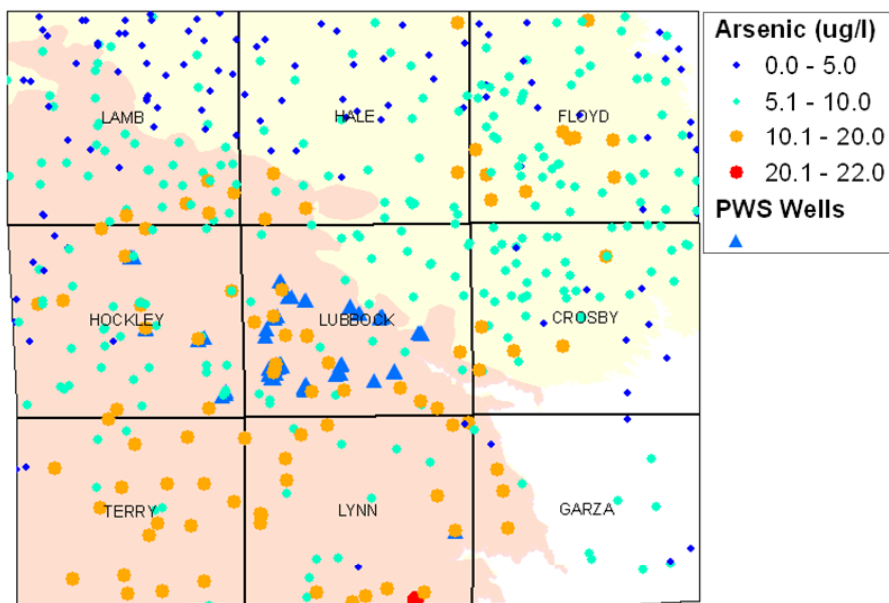 Arsenic (ug/l)
0.0 - 5.0
5.1 - 10.0
10.1 - 20.0
20.1 - 22.0
PWS Wells
LAMB
HALE
FLOYD
HOCKLEY
LUBBOCK
CROSBY
TERRY
LYNN
GARZA